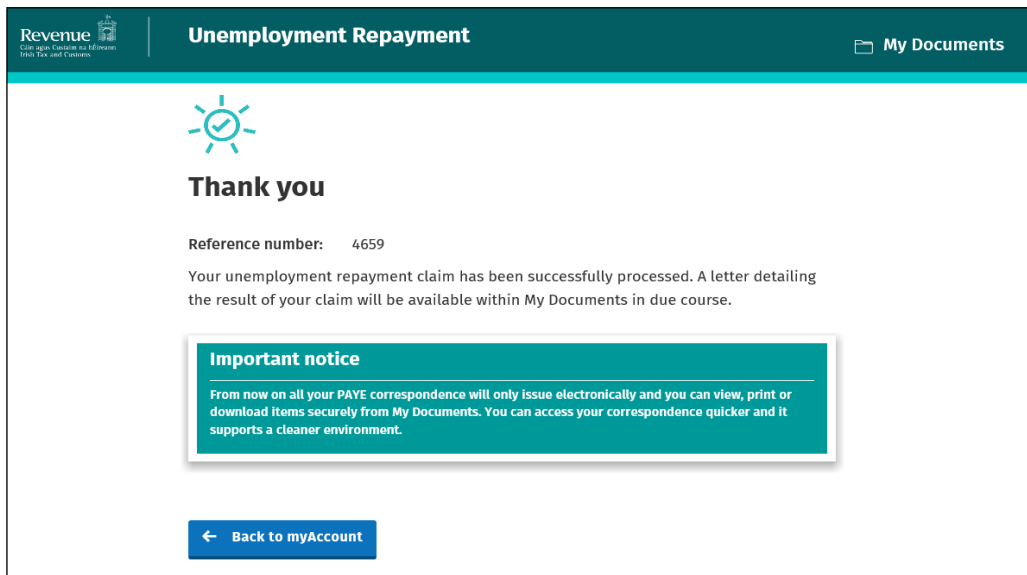 Revenue
Cáin agus Custaim na hÉireann
Irish Tax and Customs
Unemployment Repayment
My Documents
Thank you
Reference number: 4659
Your unemployment repayment claim has been successfully processed. A letter detailing
the result of your claim will be available within My Documents in due course.
Important notice
From now on all your PAYE correspondence will only issue electronically and you can view, print or
download items securely from My Documents. You can access your correspondence quicker and it
supports a cleaner environment.
Back to myAccount